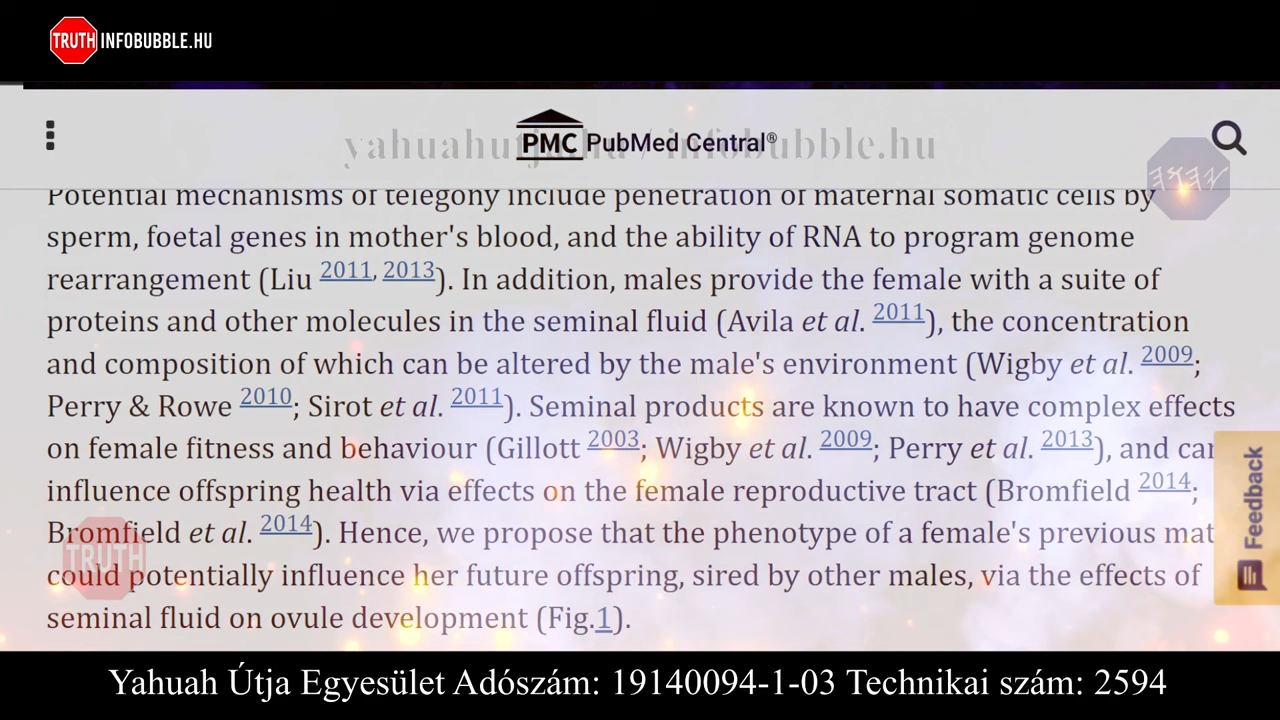 TRUTH INFOBUBBLE.HU
yahuahutja.hu / infobubble.hu
PMC PubMed Central®
Potential mechanisms of telegony include penetration of maternal somatic cells by
sperm, foetal genes in mother's blood, and the ability of RNA to program genome
rearrangement (Liu 2011, 2013). In addition, males provide the female with a suite of
proteins and other molecules in the seminal fluid (Avila et al. 2011), the concentration
and composition of which can be altered by the male's environment (Wigby et al. 2009;
Perry & Rowe 2010; Sirot et al. 2011). Seminal products are known to have complex effects
on female fitness and behaviour (Gillott 2003; Wigby et al. 2009; Perry et al. 2013), and can
influence offspring health via effects on the female reproductive tract (Bromfield 2014;
Bromfield et al. 2014). Hence, we propose that the phenotype of a female's previous mat
could potentially influence her future offspring, sired by other males, via the effects of
seminal fluid on ovule development (Fig.1).
Feedback
TRUTH
Yahuah Útja Egyesület Adószám: 19140094-1-03 Technikai szám: 2594